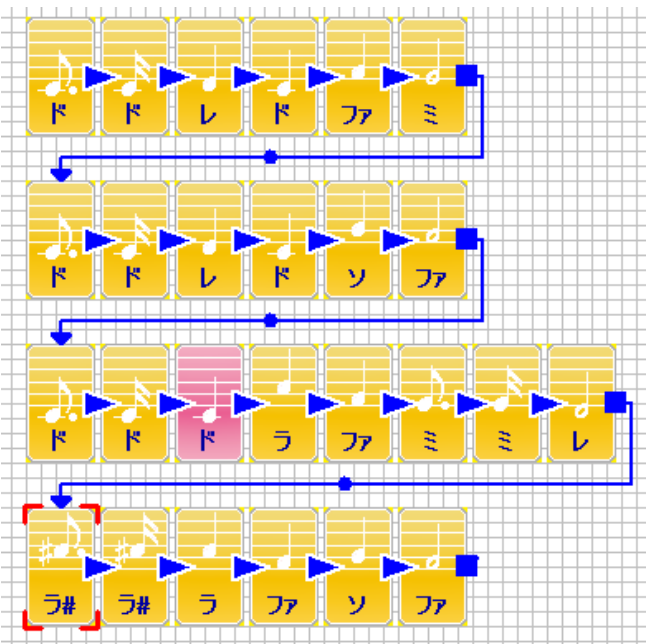 ド ド レ ド ファ ミ
ド ド レ ド ソ ファ
ド ド ド ラ ファ ミ ミ レ
ラ# ラ# ラ ファ ソ ファ